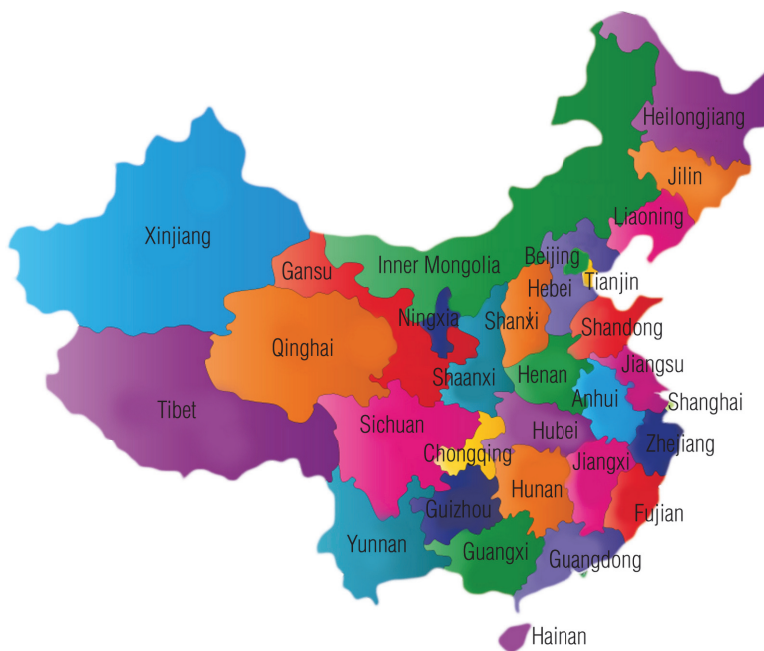 Heilongjiang
Jilin
Liaoning
Xinjiang
Beijing
Inner Mongolia
Gansu
Tianjin
Hebei
Ningxia
Shanxi
Shandong
Qinghai
Jiangsu
Shaanxi
Henan
Anhui
Shanghai
Tibet
Sichuan
Hubei
Zhejiang
Chongqing
Jiangxi
Hunan
Guizhou
Fujian
Yunnan
Guangxi
Guangdong
Hainan